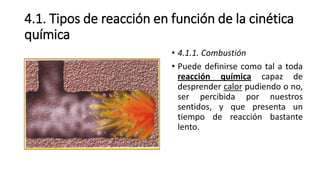 4.1. Tipos de reacción en función de la cinética
química
• 4.1.1. Combustión
• Puede definirse como tal a toda
reacción química capaz de
desprender calor pudiendo o no,
ser percibida por nuestros
sentidos, y que presenta un
tiempo de reacción bastante
lento.